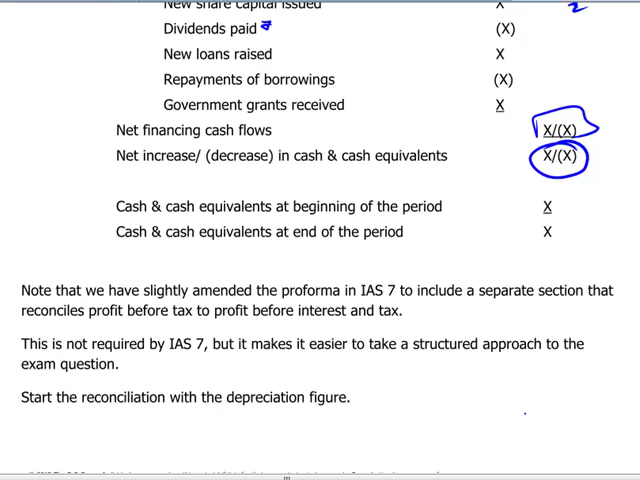 New share capital issued X 2
Dividends paid (X)
New loans raised X
Repayments of borrowings (X)
Government grants received X
Net financing cash flows X/(X)
Net increase/ (decrease) in cash & cash equivalents X/(X)
Cash & cash equivalents at beginning of the period X
Cash & cash equivalents at end of the period X
Note that we have slightly amended the proforma in IAS 7 to include a separate section that
reconciles profit before tax to profit before interest and tax.
This is not required by IAS 7, but it makes it easier to take a structured approach to the
exam question.
Start the reconciliation with the depreciation figure.